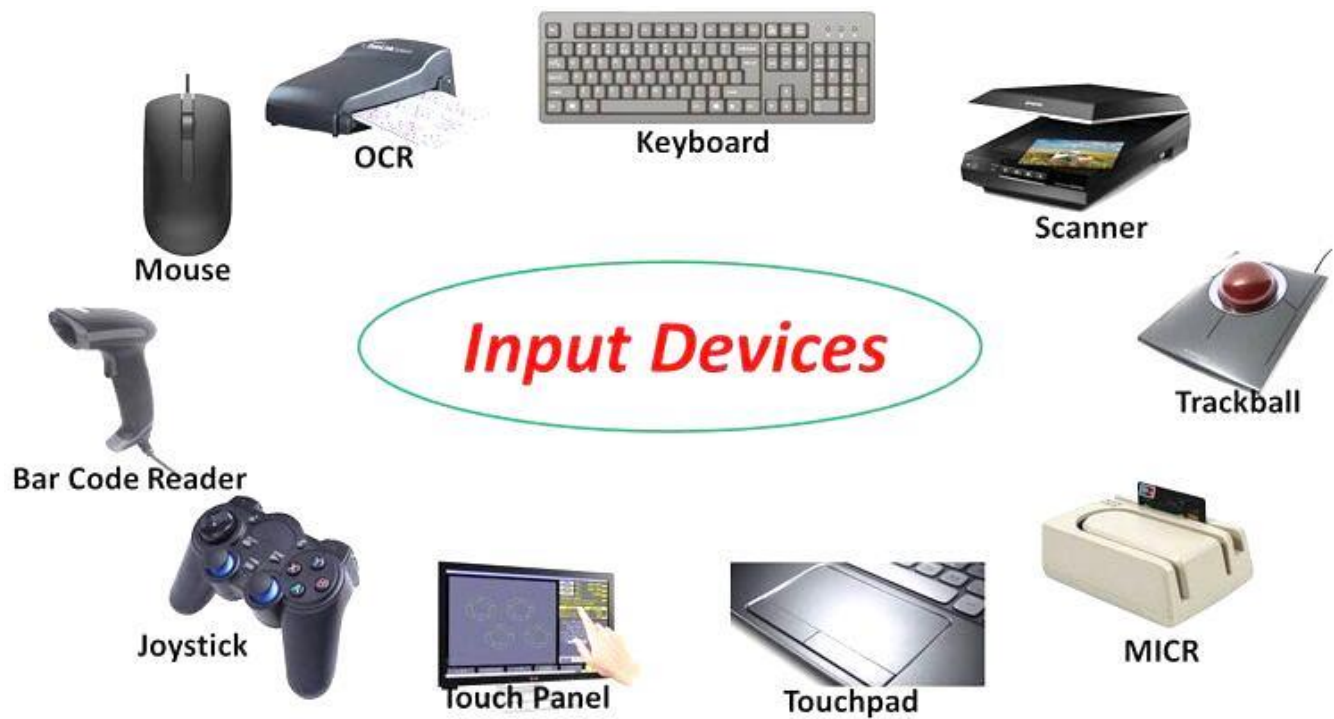 Keyboard
OCR
Scanner
Mouse
Input Devices
Trackball
Bar Code Reader
Joystick
MICR
Touch Panel
Touchpad